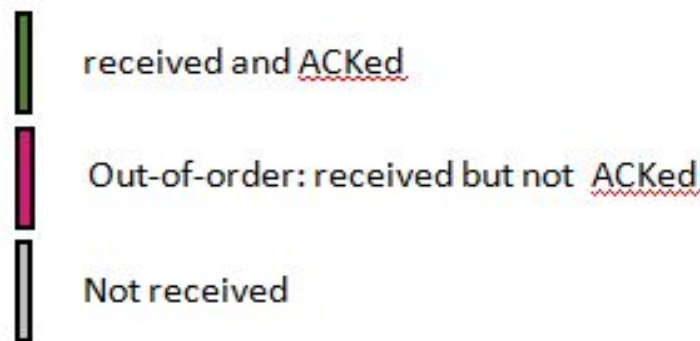 received and ACKed
Out-of-order: received but not ACKed
Not received